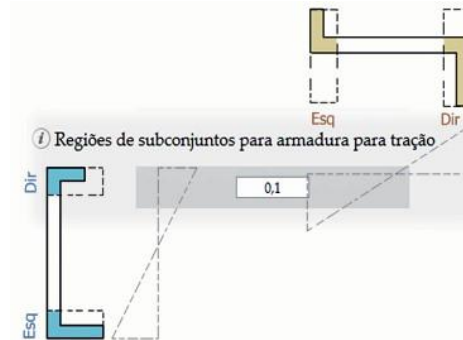 Esq
Dir
i Regiões de subconjuntos para armadura para tração
Dir
0,1
Esq